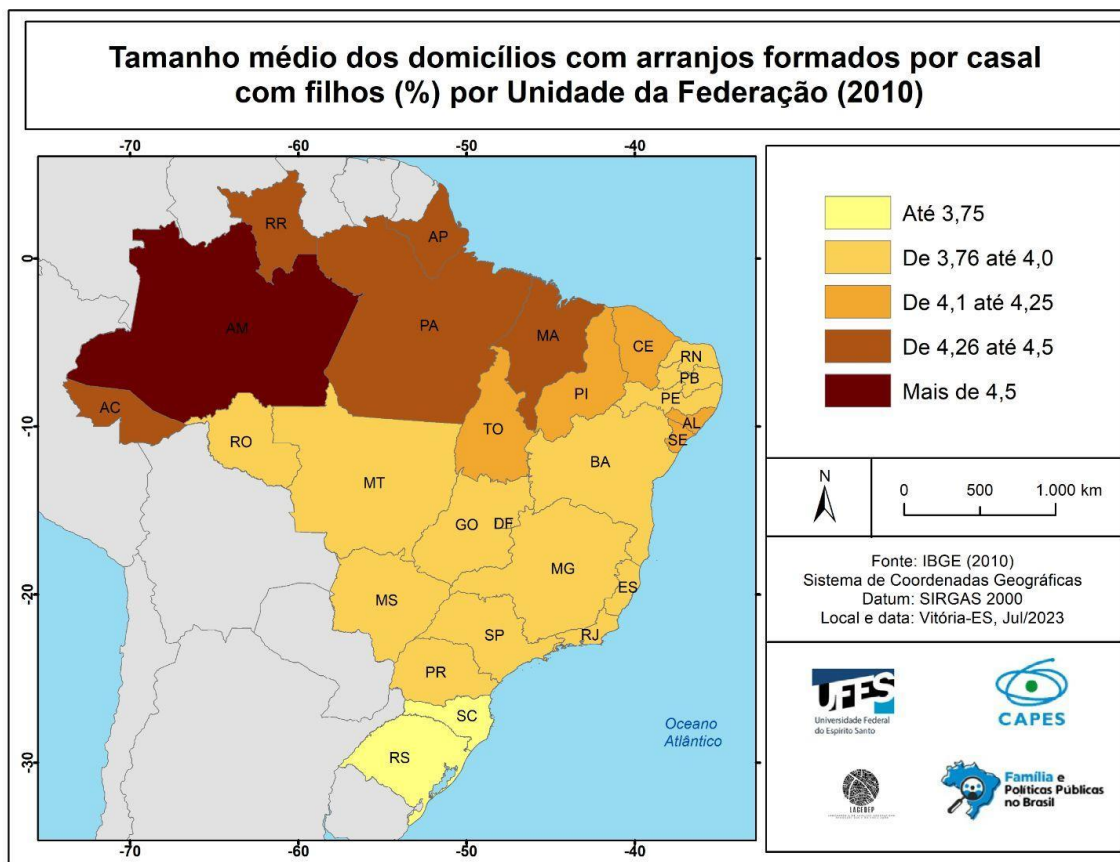 Tamanho médio dos domicílios com arranjos formados por casal
com filhos (%) por Unidade da Federação (2010)
-70
-60
-50
-40
0
-10
-20
-30
RR
AP
AM
PA
MA
CE
RN
PB
PE
PI
AL
SE
AC
TO
RO
BA
MT
GO
DF
MG
ES
MS
SP
RJ
PR
SC
RS
Oceano
Atlântico
-70
-60
-50
-40
Até 3,75
De 3,76 até 4,0
De 4,1 até 4,25
De 4,26 até 4,5
Mais de 4,5
N
0 500 1.000 km
Fonte: IBGE (2010)
Sistema de Coordenadas Geográficas
Datum: SIRGAS 2000
Local e data: Vitória-ES, Jul/2023
UFES
Universidade Federal
do Espírito Santo
CAPES
LAGEDEP
Família e
Políticas Públicas
no Brasil